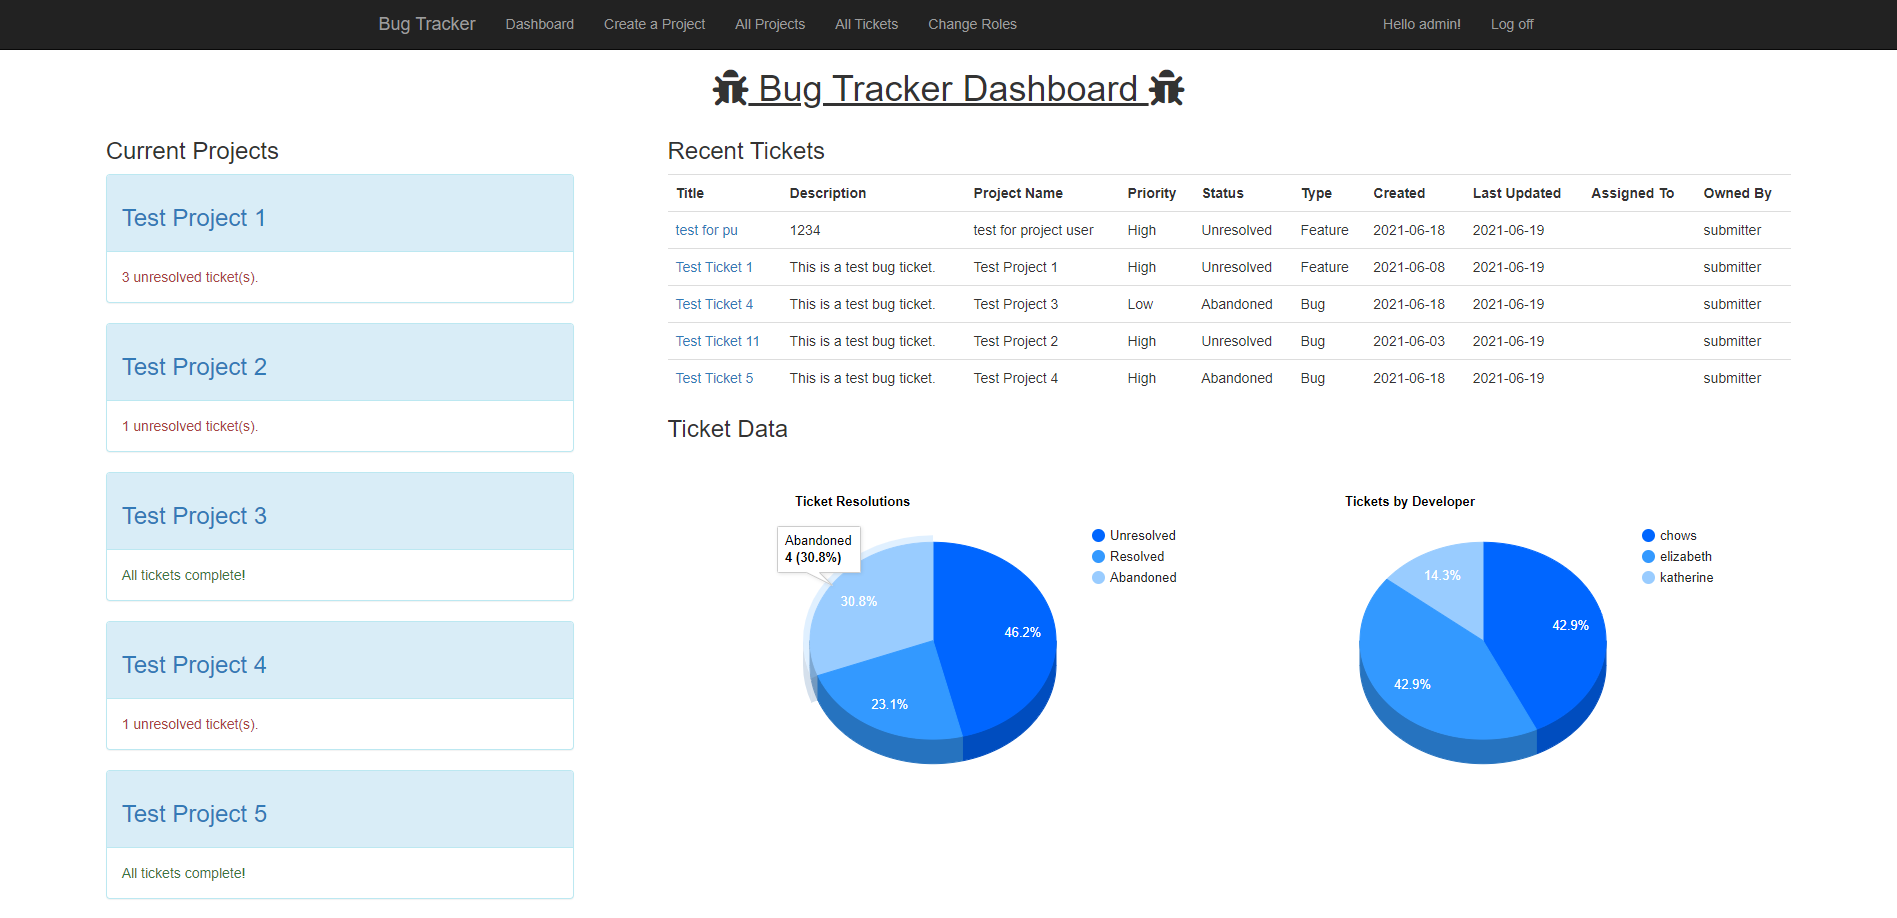 Bug Tracker Dashboard Create a Project All Projects All Tickets Change Roles Hello admin! Log off
Bug Tracker Dashboard
Current Projects
Test Project 1
3 unresolved ticket(s).
Test Project 2
1 unresolved ticket(s).
Test Project 3
All tickets complete!
Test Project 4
1 unresolved ticket(s).
Test Project 5
All tickets complete!
Recent Tickets
Title Description Project Name Priority Status Type Created Last Updated Assigned To Owned By
test for pu 1234 test for project user High Unresolved Feature 2021-06-18 2021-06-19 submitter
Test Ticket 1 This is a test bug ticket. Test Project 1 High Unresolved Feature 2021-06-08 2021-06-19 submitter
Test Ticket 4 This is a test bug ticket. Test Project 3 Low Abandoned Bug 2021-06-18 2021-06-19 submitter
Test Ticket 11 This is a test bug ticket. Test Project 2 High Unresolved Bug 2021-06-03 2021-06-19 submitter
Test Ticket 5 This is a test bug ticket. Test Project 4 High Abandoned Bug 2021-06-18 2021-06-19 submitter
Ticket Data
Ticket Resolutions
Abandoned
4 (30.8%)
30.8%
46.2%
23.1%
Unresolved
Resolved
Abandoned
Tickets by Developer
14.3%
42.9%
42.9%
chows
elizabeth
katherine